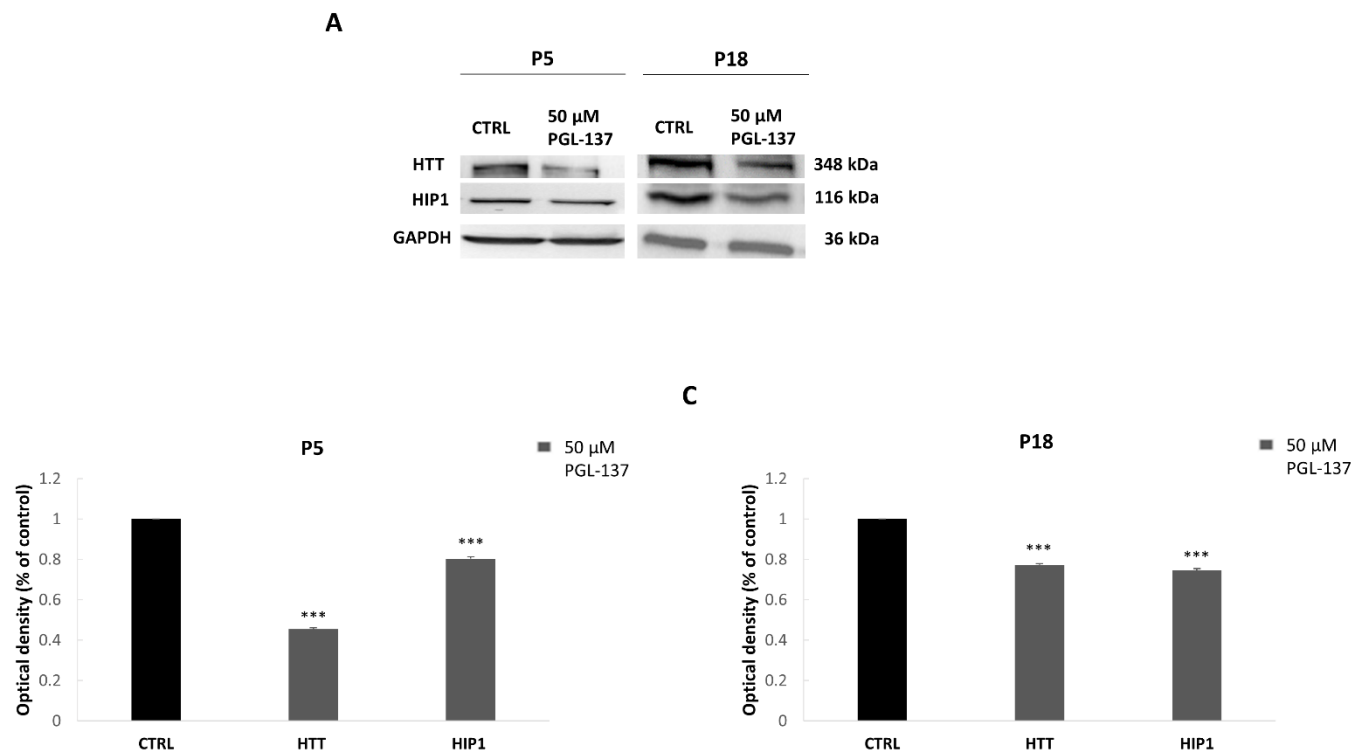 A
P5 P18
CTRL 50 µM PGL-137 CTRL 50 µM PGL-137
HTT 348 kDa
HIP1 116 kDa
GAPDH 36 kDa
C
P5
50 µM
PGL-137
Optical density (% of control)
1.2
1
0.8
0.6
0.4
0.2
0
***
***
CTRL HTT HIP1
P18
50 µM
PGL-137
Optical density (% of control)
1.2
1
0.8
0.6
0.4
0.2
0
***
***
CTRL HTT HIP1